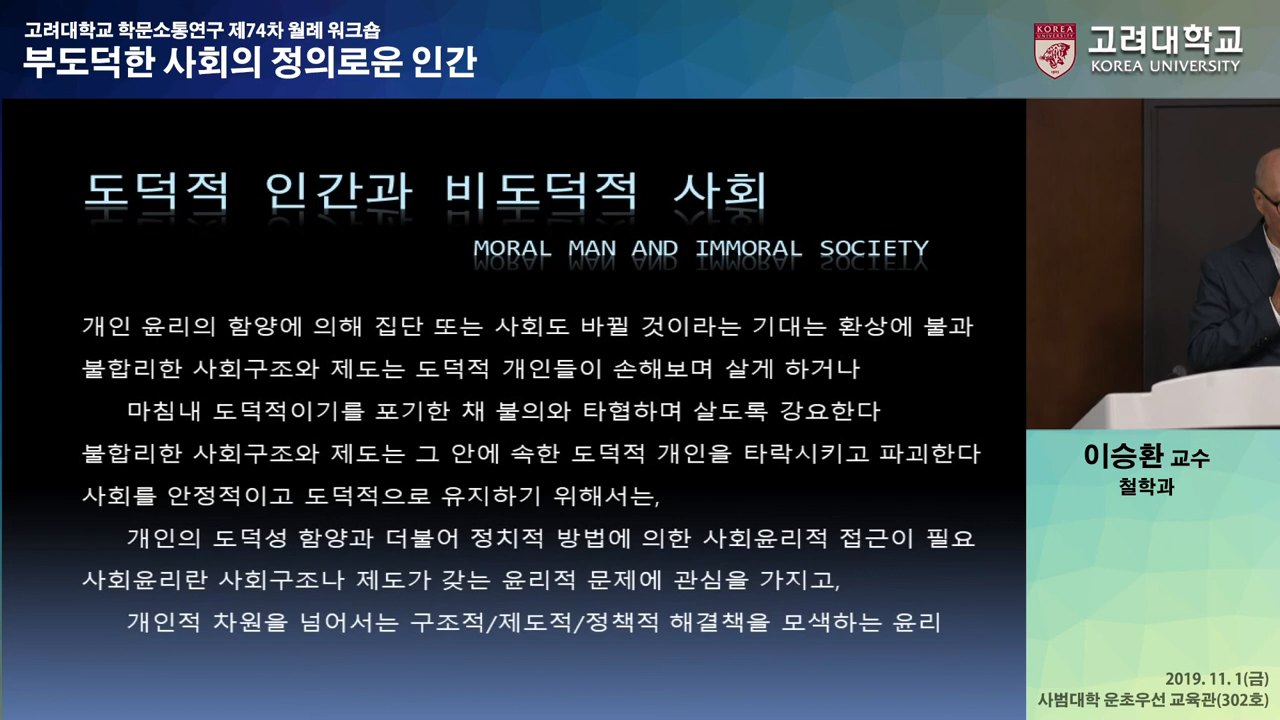 고려대학교 학문소통연구 제74차 월례 워크숍
부도덕한 사회의 정의로운 인간
KOREA
UNIVERSITY
1905
고려대학교
KOREA UNIVERSITY
도덕적 인간과 비도덕적 사회
MORAL MAN AND IMMORAL SOCIETY
개인 윤리의 함양에 의해 집단 또는 사회도 바뀔 것이라는 기대는 환상에 불과
불합리한 사회구조와 제도는 도덕적 개인들이 손해보며 살게 하거나
마침내 도덕적이기를 포기한 채 불의와 타협하며 살도록 강요한다
불합리한 사회구조와 제도는 그 안에 속한 도덕적 개인을 타락시키고 파괴한다
사회를 안정적이고 도덕적으로 유지하기 위해서는,
개인의 도덕성 함양과 더불어 정치적 방법에 의한 사회윤리적 접근이 필요
사회윤리란 사회구조나 제도가 갖는 윤리적 문제에 관심을 가지고,
개인적 차원을 넘어서는 구조적/제도적/정책적 해결책을 모색하는 윤리
이승환 교수
철학과
2019. 11. 1(금)
사범대학 운초우선 교육관(302호)